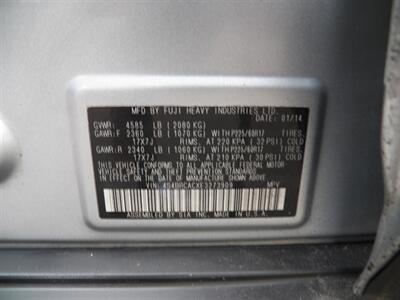 MFD BY FUJI HEAVY INDUSTRIES LTD.
DATE: 01/14
GVWR: 4585 LB (2080 KG)
GAWR:F 2360 LB (1070 KG) WITH P225/60R17 TIRES,
17X7J RIMS, AT 220 KPA (32 PSI) COLD
GAWR:R 2340 LB (1060 KG) WITH P225/60R17 TIRES,
17X7J RIMS, AT 210 KPA (30 PSI) COLD
THIS VEHICLE CONFORMS TO ALL APPLICABLE FEDERAL MOTOR
VEHICLE SAFETY STANDARDS IN EFFECT ON THE
DATE OF MANUFACTURE SHOWN ABOVE.
VIN: 4S4BRCACXE3273909 MPV
ASSEMBLED BY SIA INC. MADE IN U.S.A.